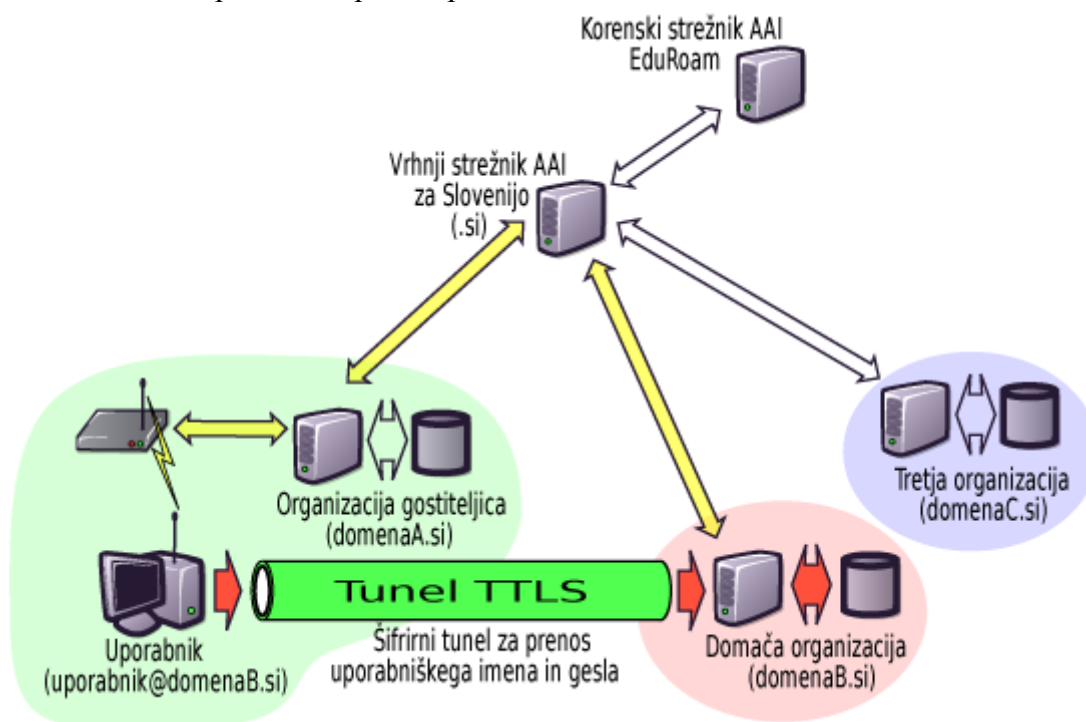 Korenski strežnik AAI
EduRoam
Vrhnji strežnik AAI
za Slovenijo
(.si)
Organizacija gostiteljica
(domenaA.si)
Tretja organizacija
(domenaC.si)
Tunel TTLS
Šifrirni tunel za prenos
uporabniškega imena in gesla
Uporabnik
(uporabnik@domenaB.si)
Domača organizacija
(domenaB.si)